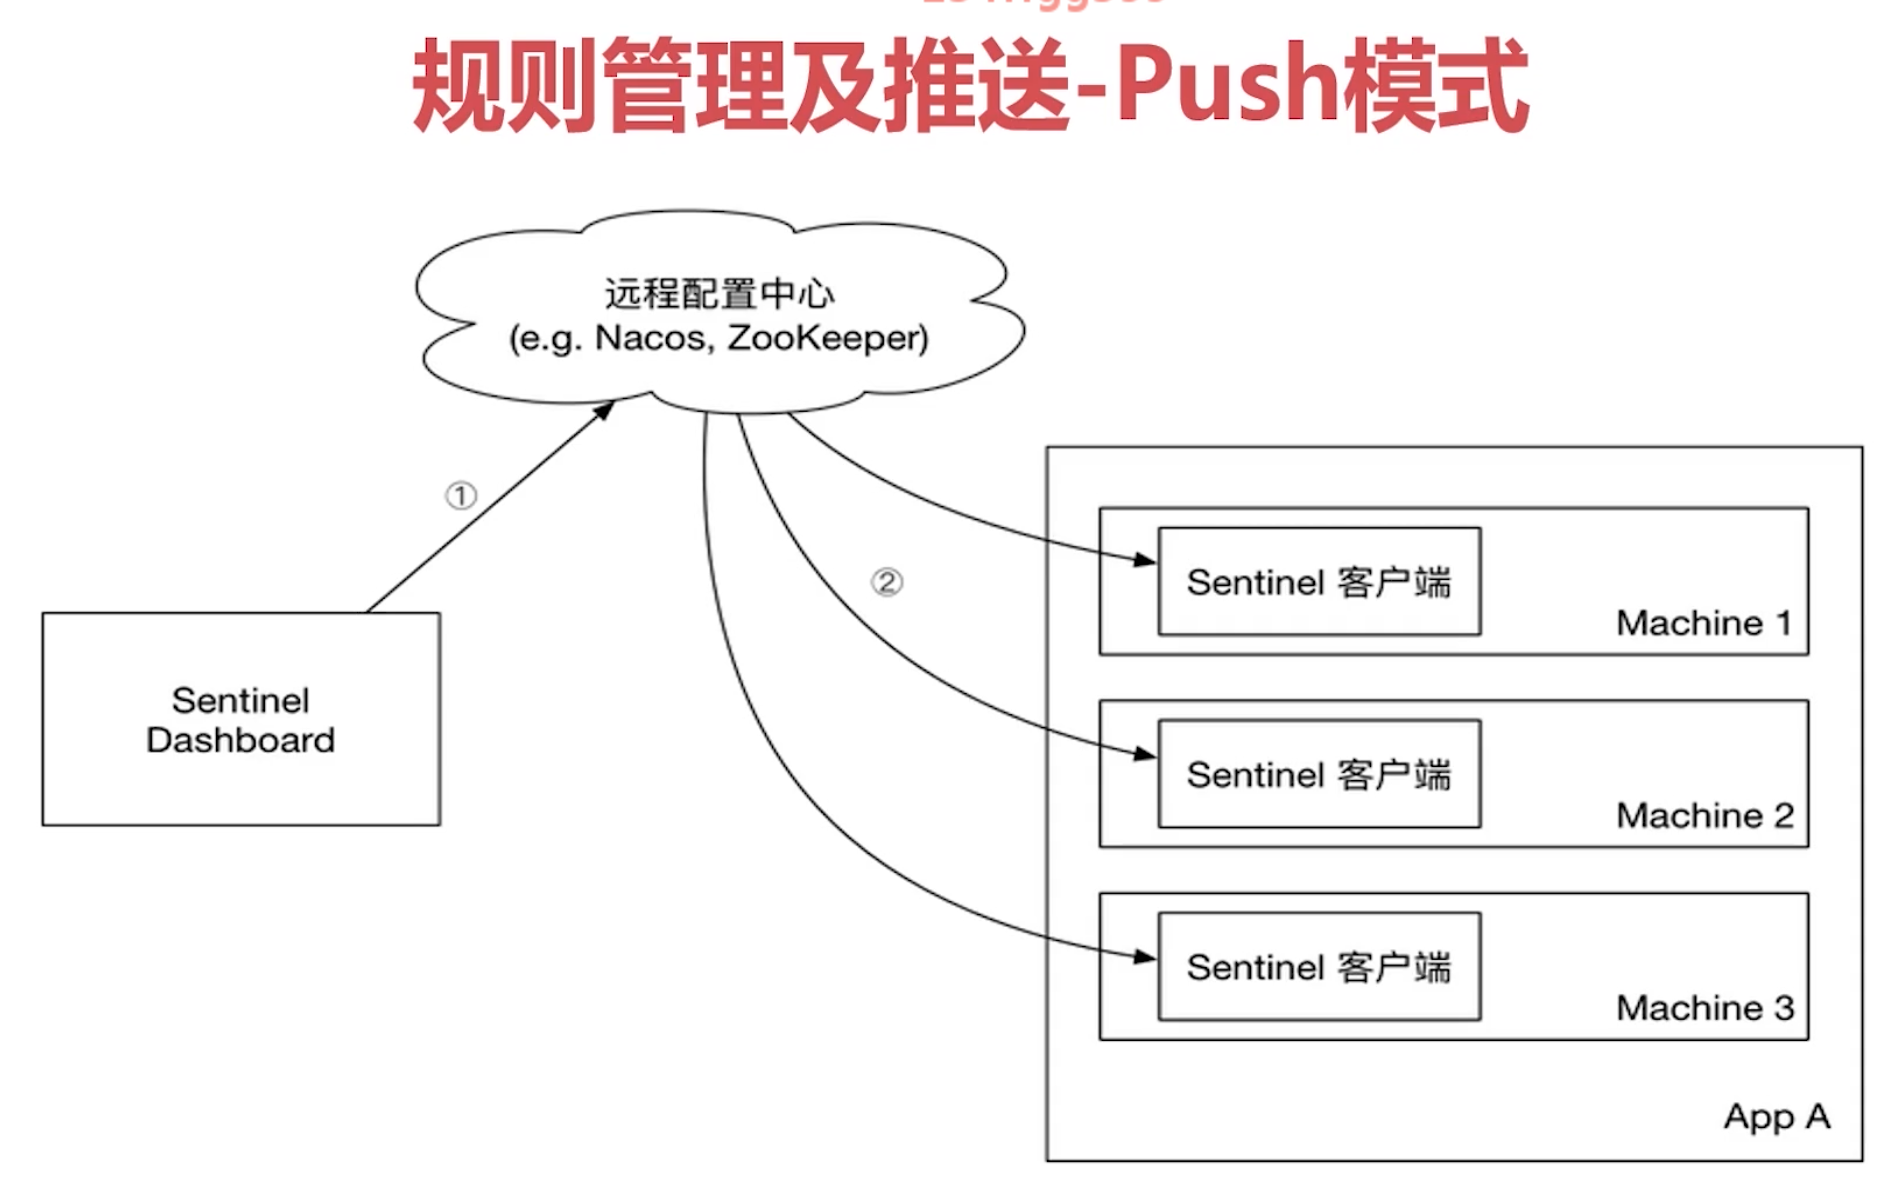 规则管理及推送-Push模式
远程配置中心
(e.g. Nacos, ZooKeeper)
①
②
Sentinel
Dashboard
Sentinel 客户端
Machine 1
Sentinel 客户端
Machine 2
Sentinel 客户端
Machine 3
App A